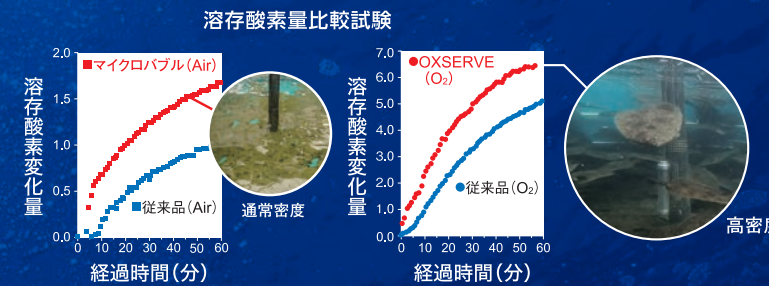 溶存酸素量比較試験
溶存酸素変化量
2.0
1.5
1.0
0.5
0.0
マイクロバブル(Air)
従来品(Air)
0 10 20 30 40 50 60
経過時間(分)
通常密度
溶存酸素変化量
7.0
6.0
5.0
4.0
3.0
2.0
1.0
0.0
OXSERVE
(O₂)
従来品(O₂)
0 10 20 30 40 50 60
経過時間(分)
高密度